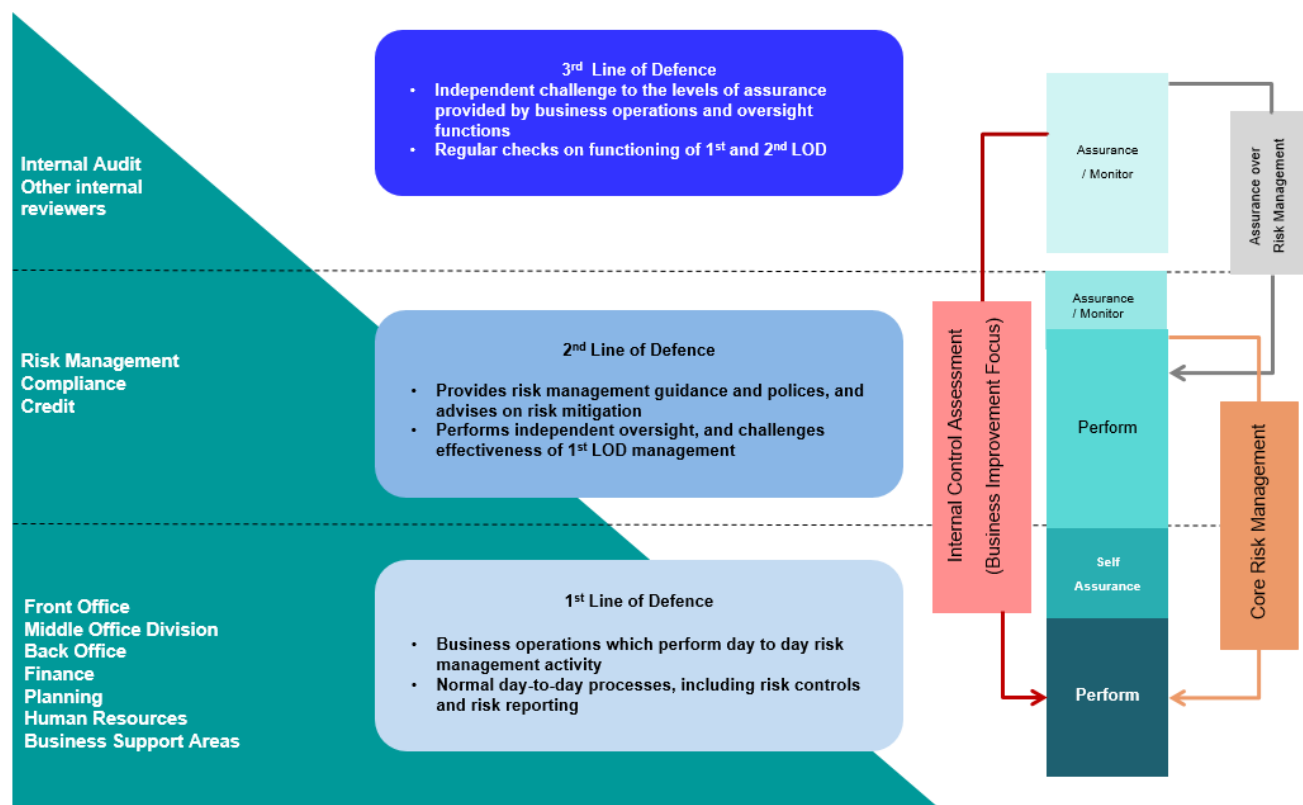 3rd Line of Defence
• Independent challenge to the levels of assurance
provided by business operations and oversight
functions
• Regular checks on functioning of 1st and 2nd LOD
Internal Audit
Other internal
reviewers
Assurance
/ Monitor
Assurance over
Risk Management
2nd Line of Defence
• Provides risk management guidance and polices, and
advises on risk mitigation
• Performs independent oversight, and challenges
effectiveness of 1st LOD management
Risk Management
Compliance
Credit
Assurance
/ Monitor
Perform
Internal Control Assessment
(Business Improvement Focus)
Core Risk Management
Self
Assurance
1st Line of Defence
• Business operations which perform day to day risk
management activity
• Normal day-to-day processes, including risk controls
and risk reporting
Front Office
Middle Office Division
Back Office
Finance
Planning
Human Resources
Business Support Areas
Perform